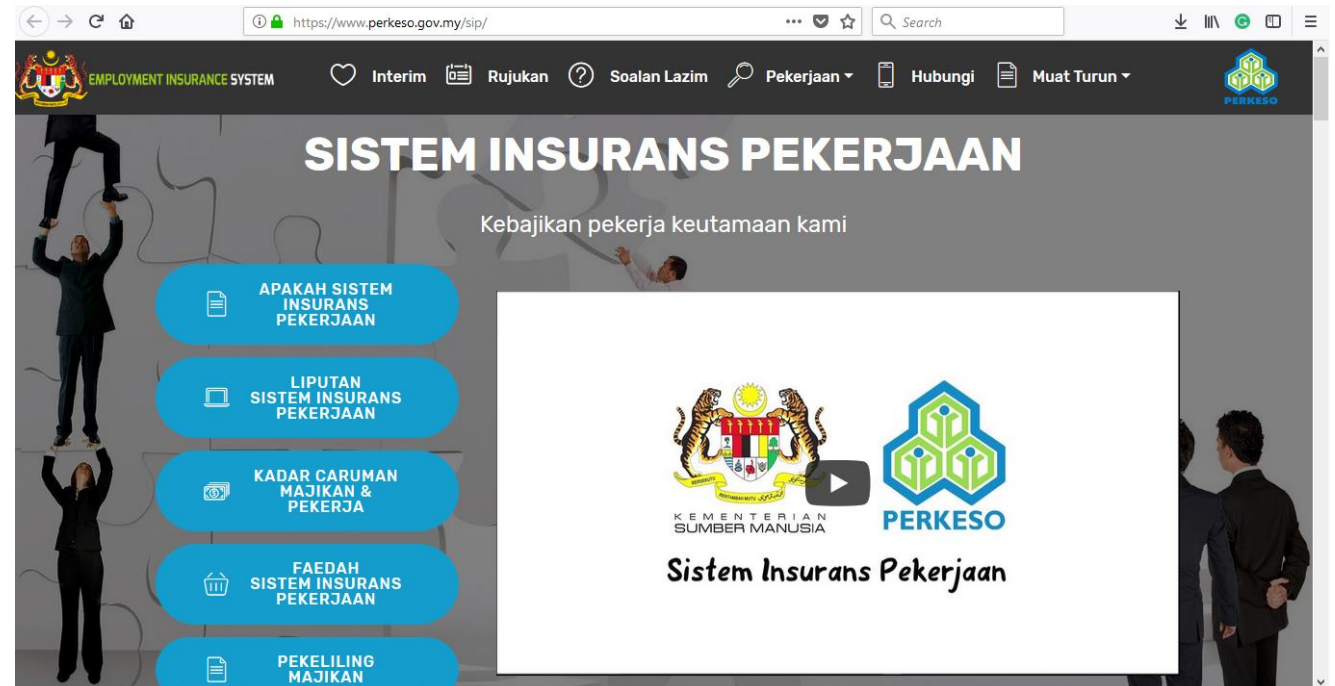 https://www.perkeso.gov.my/sip/
Search
EMPLOYMENT INSURANCE SYSTEM
Interim
Rujukan
Soalan Lazim
Pekerjaan
Hubungi
Muat Turun
PERKESO
SISTEM INSURANS PEKERJAAN
Kebajikan pekerja keutamaan kami
APAKAH SISTEM
INSURANS
PEKERJAAN
LIPUTAN
SISTEM INSURANS
PEKERJAAN
KADAR CARUMAN
MAJIKAN &
PEKERJA
FAEDAH
SISTEM INSURANS
PEKERJAAN
PEKELILING
MAJIKAN
KEMENTERIAN
SUMBER MANUSIA
PERKESO
Sistem Insurans Pekerjaan